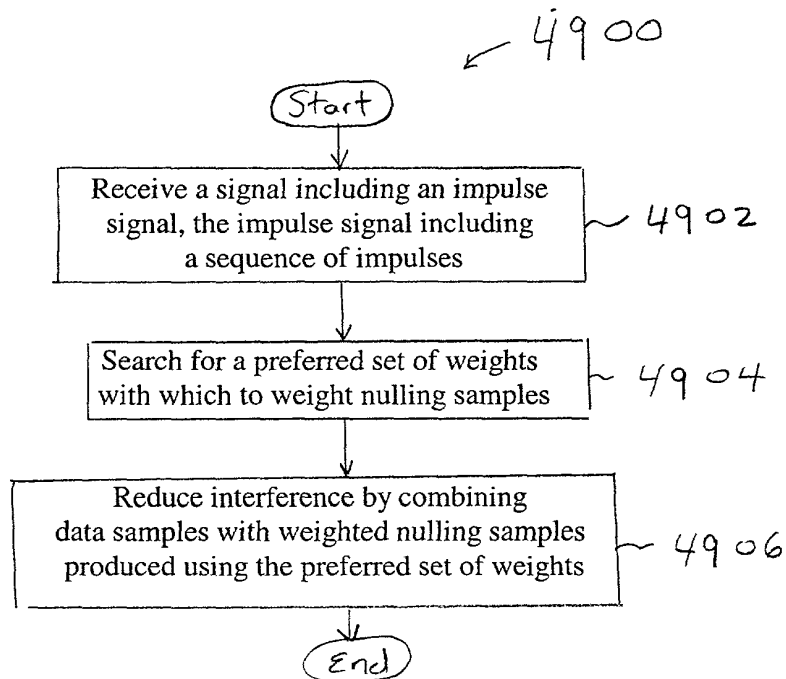 4900
Start
Receive a signal including an impulse
signal, the impulse signal including
a sequence of impulses
4902
Search for a preferred set of weights
with which to weight nulling samples
4904
Reduce interference by combining
data samples with weighted nulling samples
produced using the preferred set of weights
4906
End